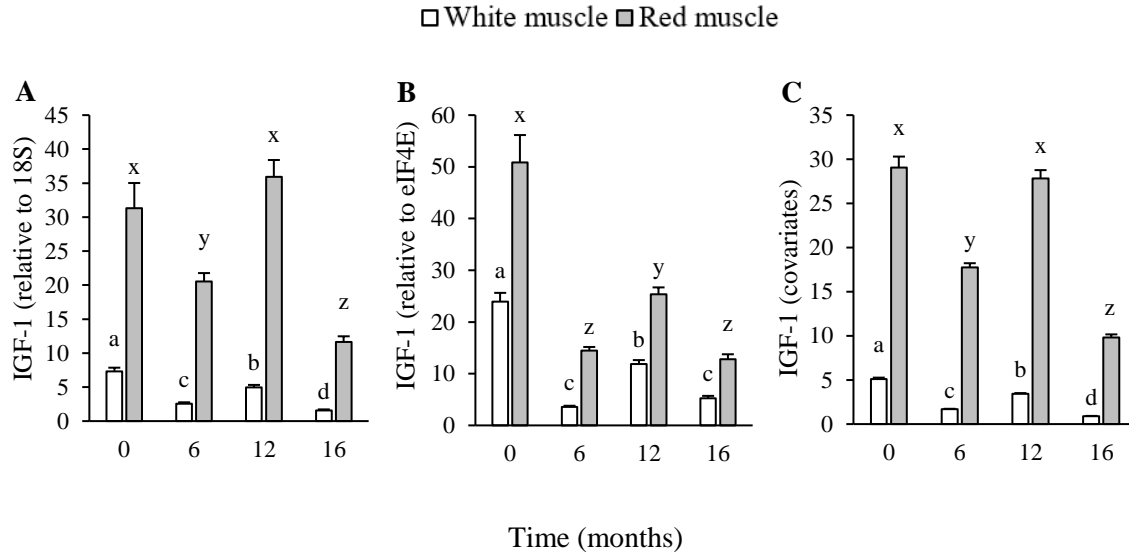 White muscle Red muscle
A
IGF-1 (relative to 18S)
45
40
35
30
25
20
15
10
5
0
a
x
c
y
b
x
d
z
0 6 12 16
B
IGF-1 (relative to eIF4E)
60
50
40
30
20
10
0
a
x
c
z
b
y
c
z
0 6 12 16
C
IGF-1 (covariates)
35
30
25
20
15
10
5
0
a
x
c
y
b
x
d
z
0 6 12 16
Time (months)